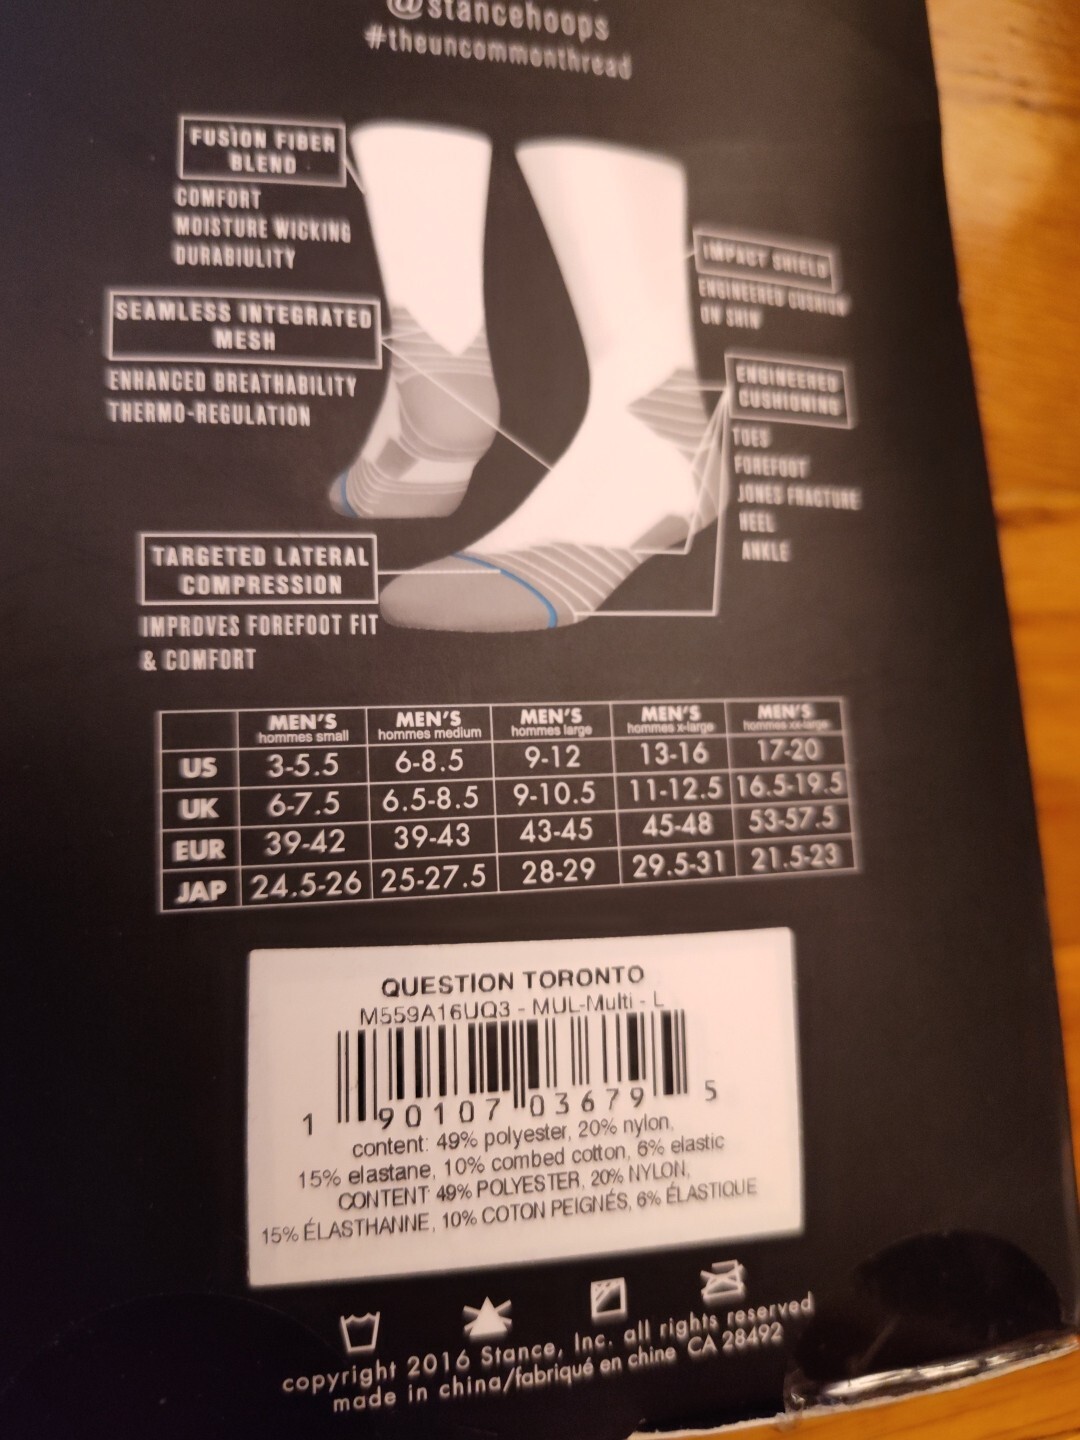 @stancehoops
#theuncommonthread
FUSION FIBER
BLEND
COMFORT
MOISTURE WICKING
DURABIULITY
SEAMLESS INTEGRATED
MESH
ENHANCED BREATHABILITY
THERMO-REGULATION
IMPACT SHIELD
ENGINEERED CUSHION
ON SHIN
ENGINEERED
CUSHIONING
TOES
FOREFOOT
JONES FRACTURE
HEEL
ANKLE
TARGETED LATERAL
COMPRESSION
IMPROVES FOREFOOT FIT
& COMFORT
MEN'S MEN'S MEN'S MEN'S MEN'S
hommes small hommes medium hommes large hommes x-large hommes xx-large
US 3-5.5 6-8.5 9-12 13-16 17-20
UK 6-7.5 6.5-8.5 9-10.5 11-12.5 16.5-19.5
EUR 39-42 39-43 43-45 45-48 53-57.5
JAP 24.5-26 25-27.5 28-29 29.5-31 21.5-23
QUESTION TORONTO
M559A16UQ3 - MUL-Multi - L
1 90107 03679 5
content: 49% polyester, 20% nylon,
15% elastane, 10% combed cotton, 6% elastic
CONTENT: 49% POLYESTER, 20% NYLON,
15% ÉLASTHANNE, 10% COTON PEIGNÉS, 6% ÉLASTIQUE
copyright 2016 Stance, Inc. all rights reserved
made in china/fabriqué en chine CA 28492